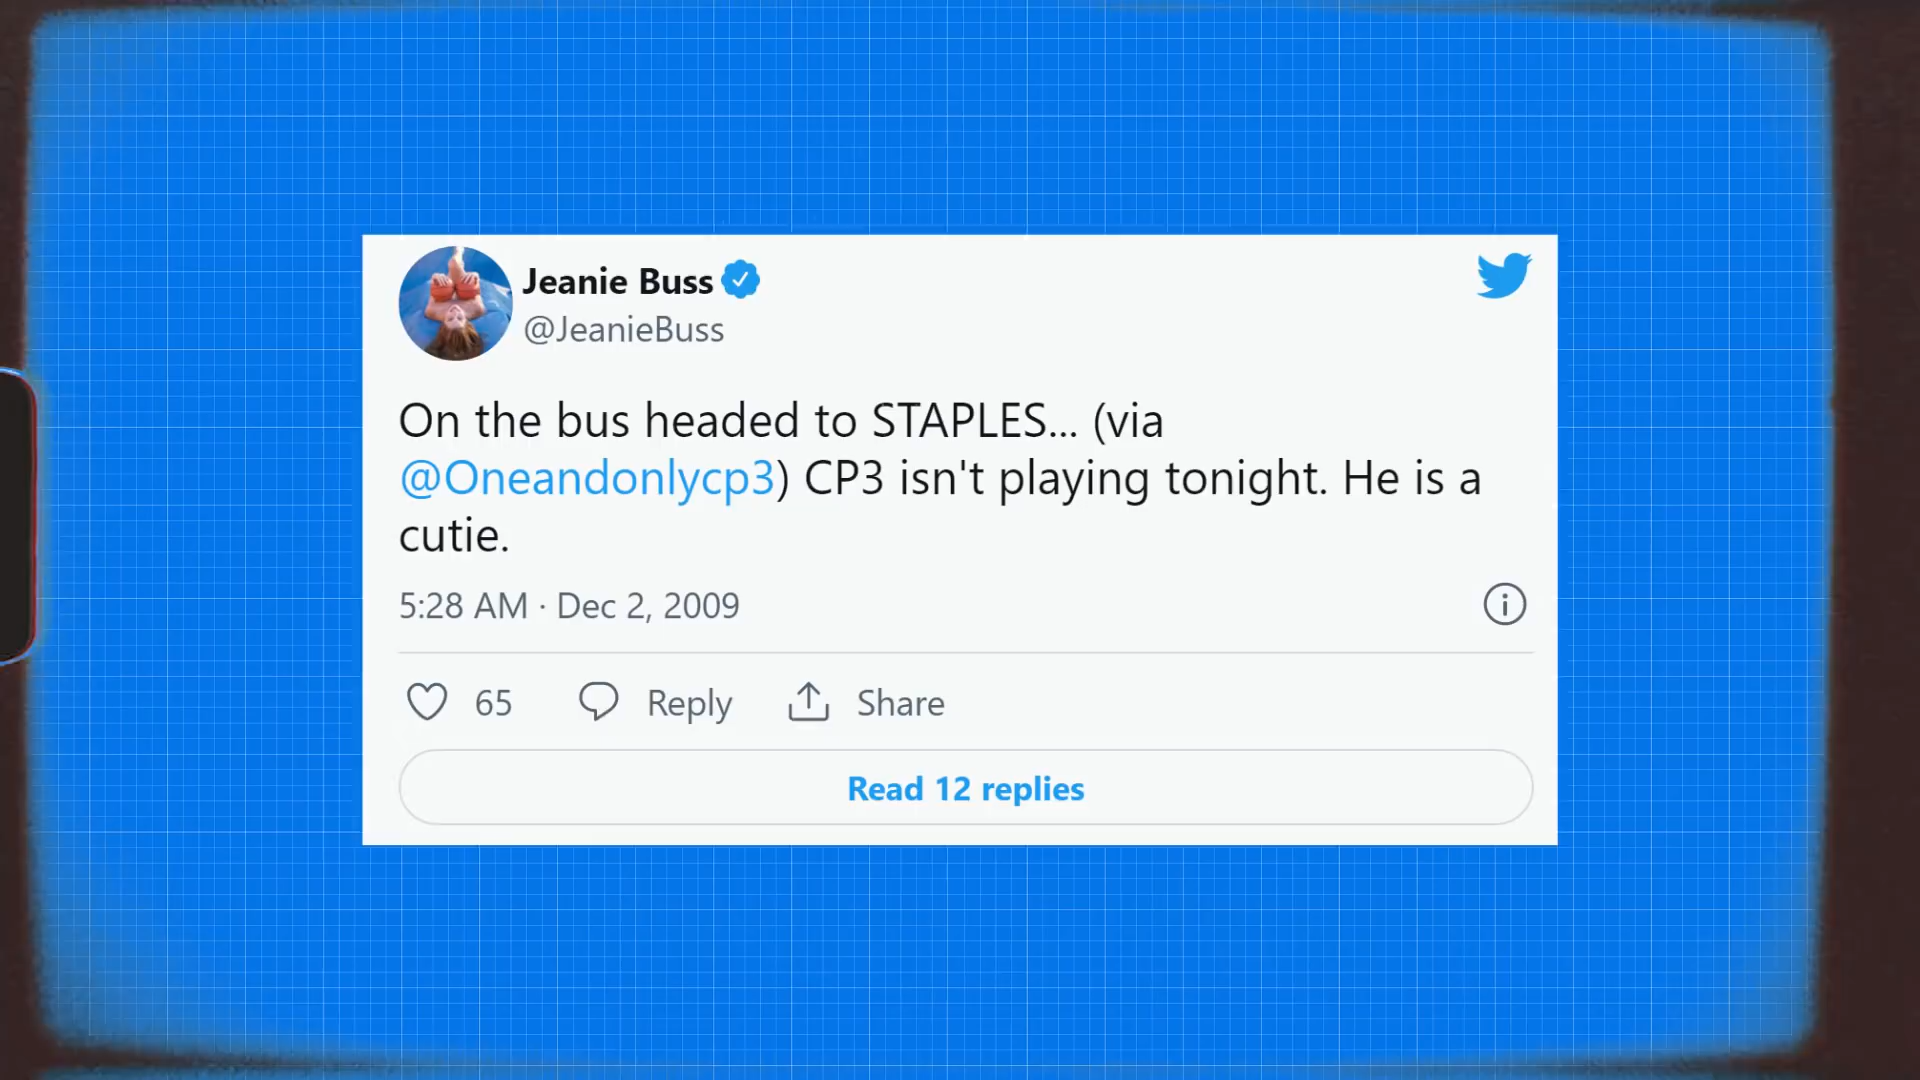 Jeanie Buss
@JeanieBuss
On the bus headed to STAPLES... (via
@Oneandonlycp3) CP3 isn't playing tonight. He is a
cutie.
5:28 AM · Dec 2, 2009
65 Reply Share
Read 12 replies